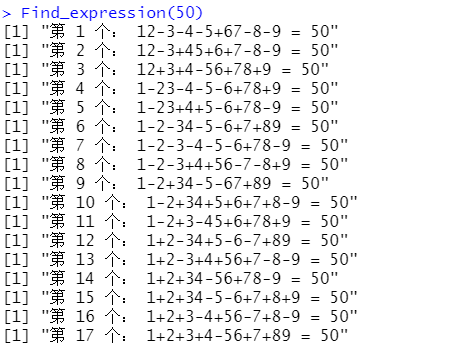 > Find_expression(50)
[1] "第 1 个： 12-3-4-5+67-8-9 = 50"
[1] "第 2 个： 12-3+45+6+7-8-9 = 50"
[1] "第 3 个： 12+3+4-56+78+9 = 50"
[1] "第 4 个： 1-23-4-5-6+78+9 = 50"
[1] "第 5 个： 1-23+4+5-6+78-9 = 50"
[1] "第 6 个： 1-2-34-5-6+7+89 = 50"
[1] "第 7 个： 1-2-3-4-5-6+78-9 = 50"
[1] "第 8 个： 1-2-3+4+56-7-8+9 = 50"
[1] "第 9 个： 1-2+34-5-67+89 = 50"
[1] "第 10 个： 1-2+34+5+6+7+8-9 = 50"
[1] "第 11 个： 1-2+3-45+6+78+9 = 50"
[1] "第 12 个： 1+2-34+5-6-7+89 = 50"
[1] "第 13 个： 1+2-3+4+56+7-8-9 = 50"
[1] "第 14 个： 1+2+34-56+78-9 = 50"
[1] "第 15 个： 1+2+34-5-6+7+8+9 = 50"
[1] "第 16 个： 1+2+3-4+56-7+8-9 = 50"
[1] "第 17 个： 1+2+3+4-56+7+89 = 50"